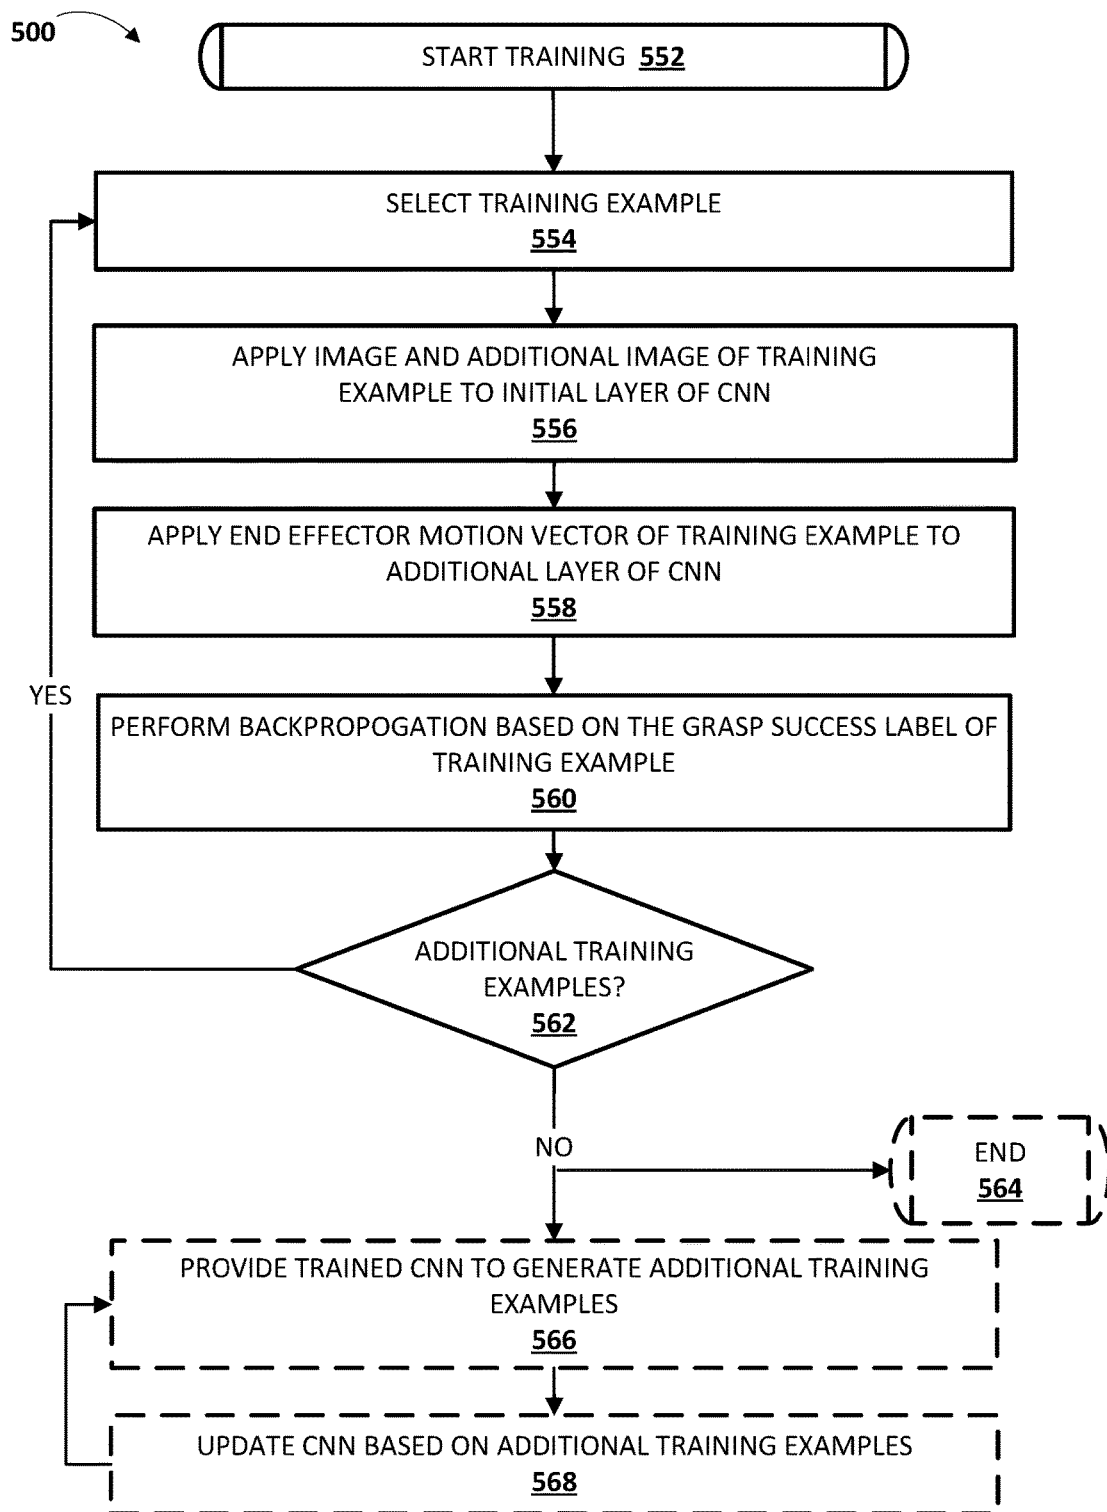 500
START TRAINING 552
SELECT TRAINING EXAMPLE
554
APPLY IMAGE AND ADDITIONAL IMAGE OF TRAINING
EXAMPLE TO INITIAL LAYER OF CNN
556
APPLY END EFFECTOR MOTION VECTOR OF TRAINING EXAMPLE TO
ADDITIONAL LAYER OF CNN
558
YES
PERFORM BACKPROPOGATION BASED ON THE GRASP SUCCESS LABEL OF
TRAINING EXAMPLE
560
ADDITIONAL TRAINING
EXAMPLES?
562
NO
END
564
PROVIDE TRAINED CNN TO GENERATE ADDITIONAL TRAINING
EXAMPLES
566
UPDATE CNN BASED ON ADDITIONAL TRAINING EXAMPLES
568